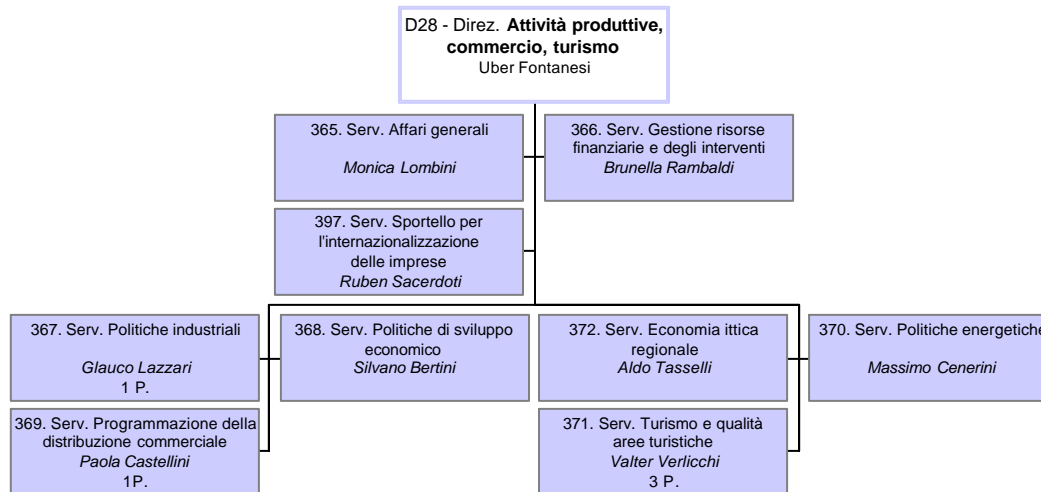 D28 - Direz. Attività produttive,
commercio, turismo
Uber Fontanesi
365. Serv. Affari generali
Monica Lombini
366. Serv. Gestione risorse
finanziarie e degli interventi
Brunella Rambaldi
397. Serv. Sportello per
l'internazionalizzazione
delle imprese
Ruben Sacerdoti
367. Serv. Politiche industriali
Glauco Lazzari
1 P.
368. Serv. Politiche di sviluppo
economico
Silvano Bertini
372. Serv. Economia ittica
regionale
Aldo Tasselli
370. Serv. Politiche energetiche
Massimo Cenerini
369. Serv. Programmazione della
distribuzione commerciale
Paola Castellini
1P.
371. Serv. Turismo e qualità
aree turistiche
Valter Verlicchi
3 P.